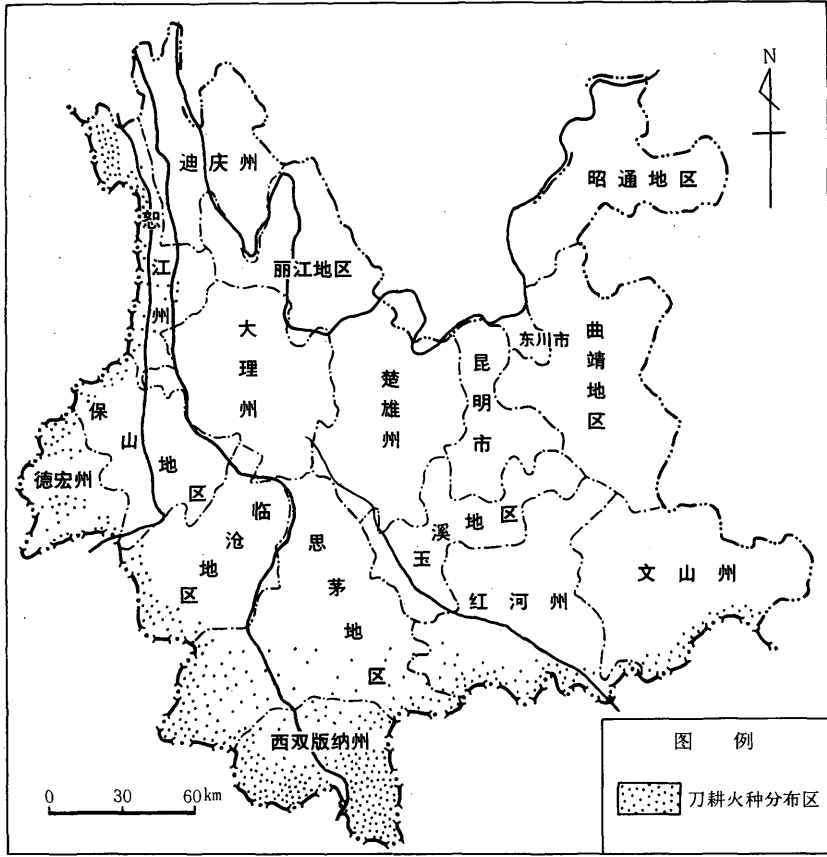 N
迪庆州
昭通地区
恕江州
丽江地区
大理州
东川市
曲靖地区
昆明市
楚雄州
保山地区
德宏州
临沧地区
玉溪地区
思茅地区
红河州
文山州
西双版纳州
图例
刀耕火种分布区
0 30 60 km